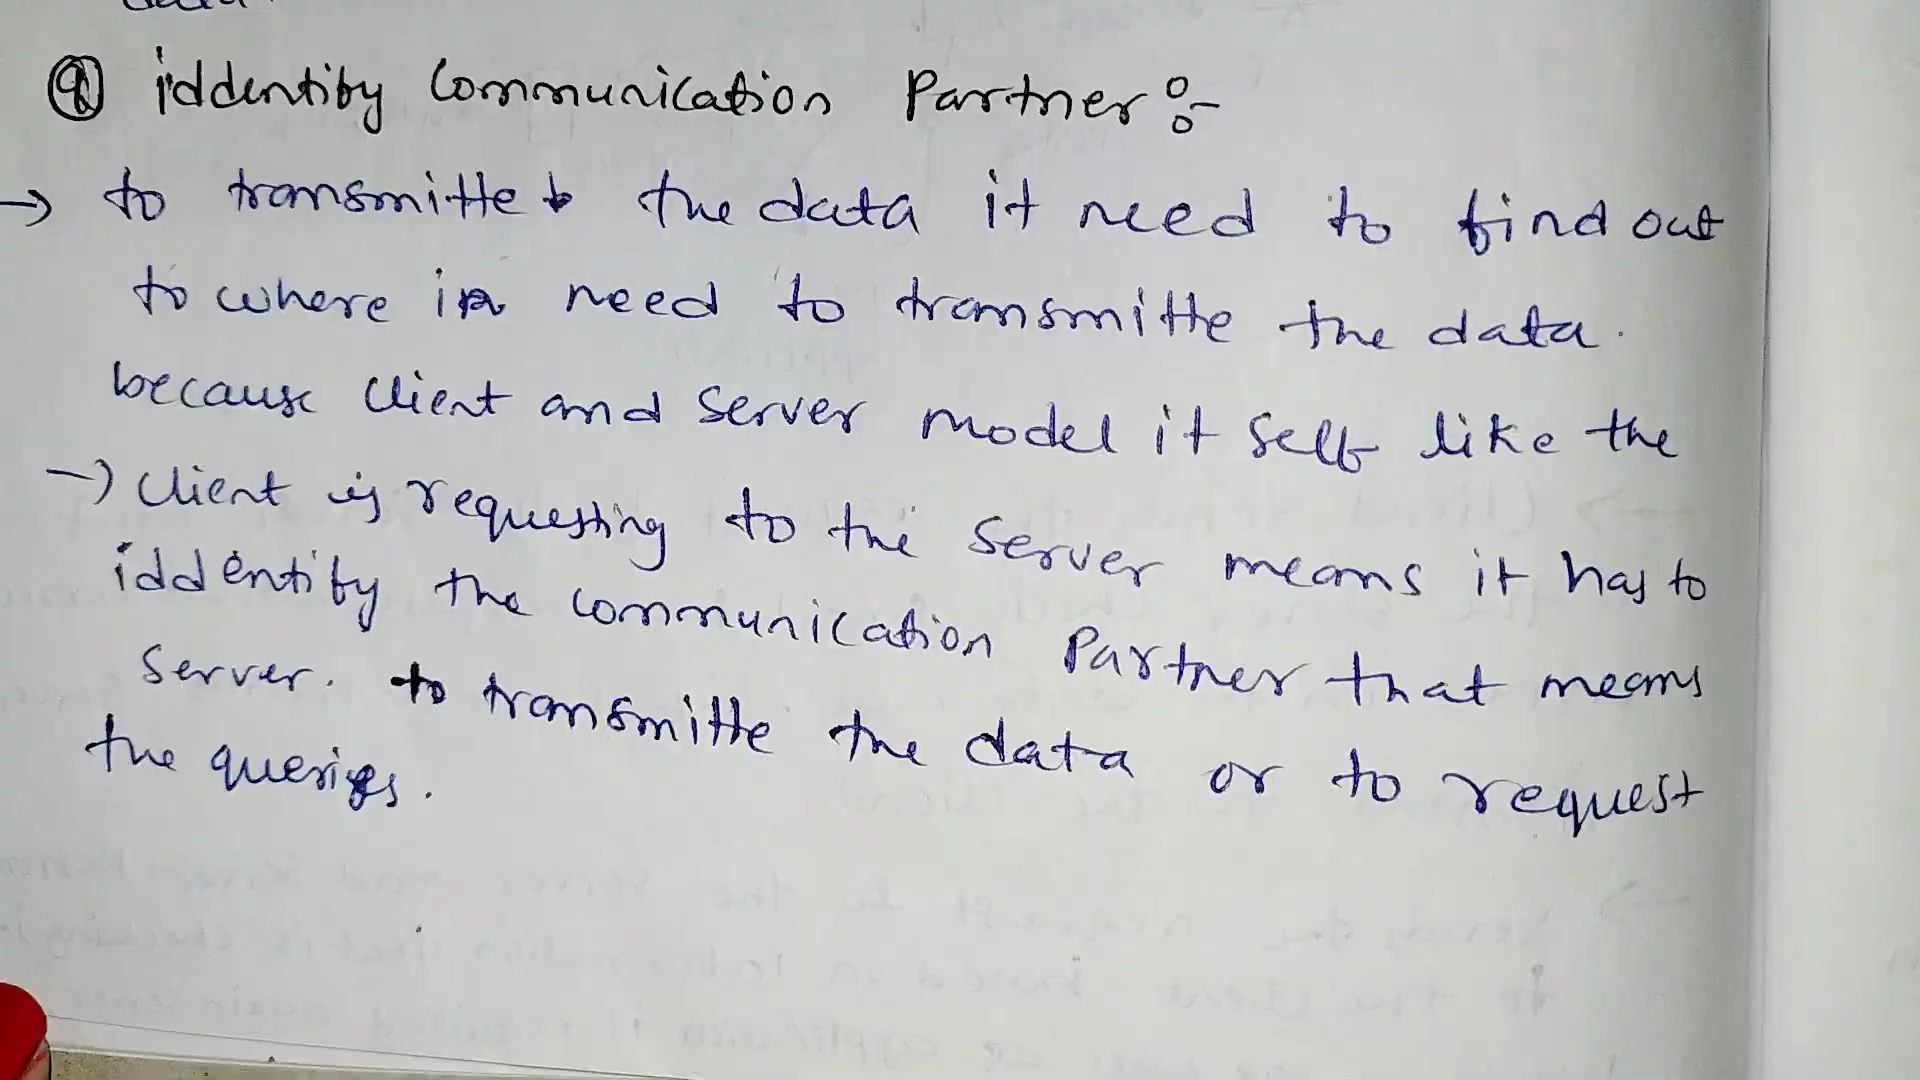 iddentify Communication Partner :-
→ to transmitte the data it need to find out
to where in need to transmitte the data.
because client and server model it self like the
→ client is requesting to the server means it has to
iddentify the communication Partner that means
server. to transmitte the data or to request
the queries.